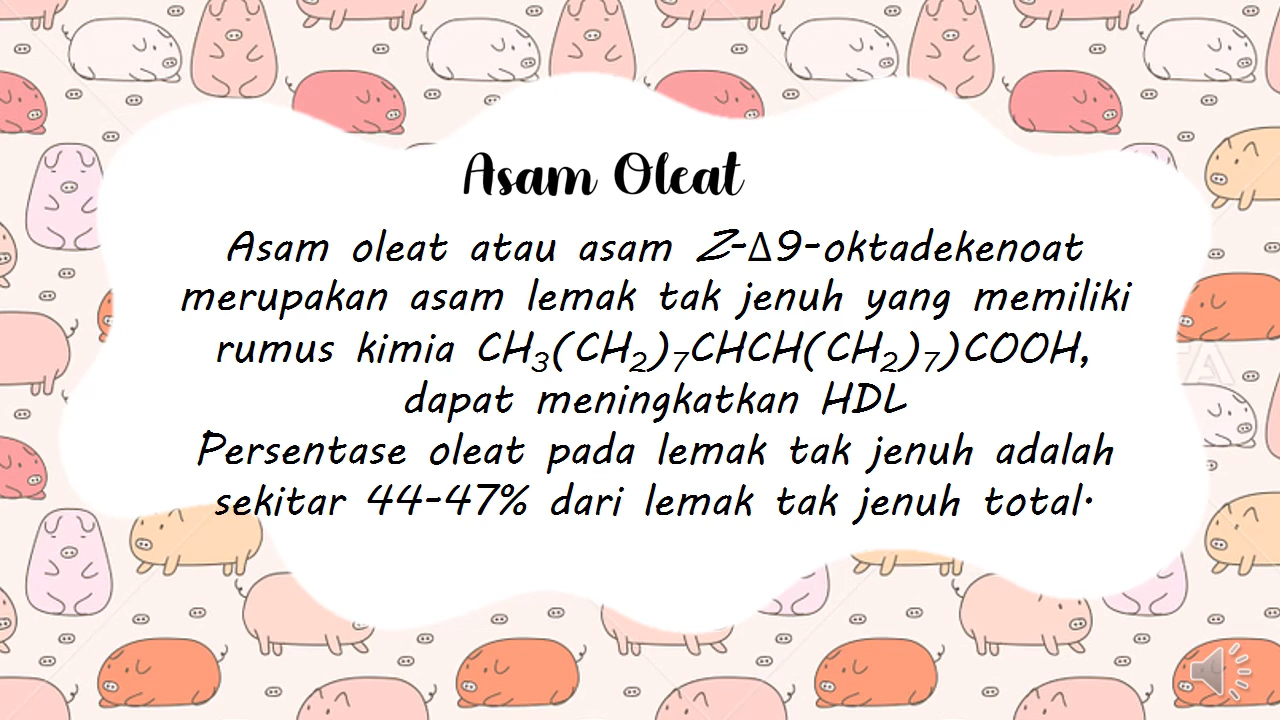 Asam Oleat
Asam oleat atau asam Z-Δ9-oktadekenoat
merupakan asam lemak tak jenuh yang memiliki
rumus kimia CH₃(CH₂)₇CHCH(CH₂)₇)COOH,
dapat meningkatkan HDL
Persentase oleat pada lemak tak jenuh adalah
sekitar 44-47% dari lemak tak jenuh total.